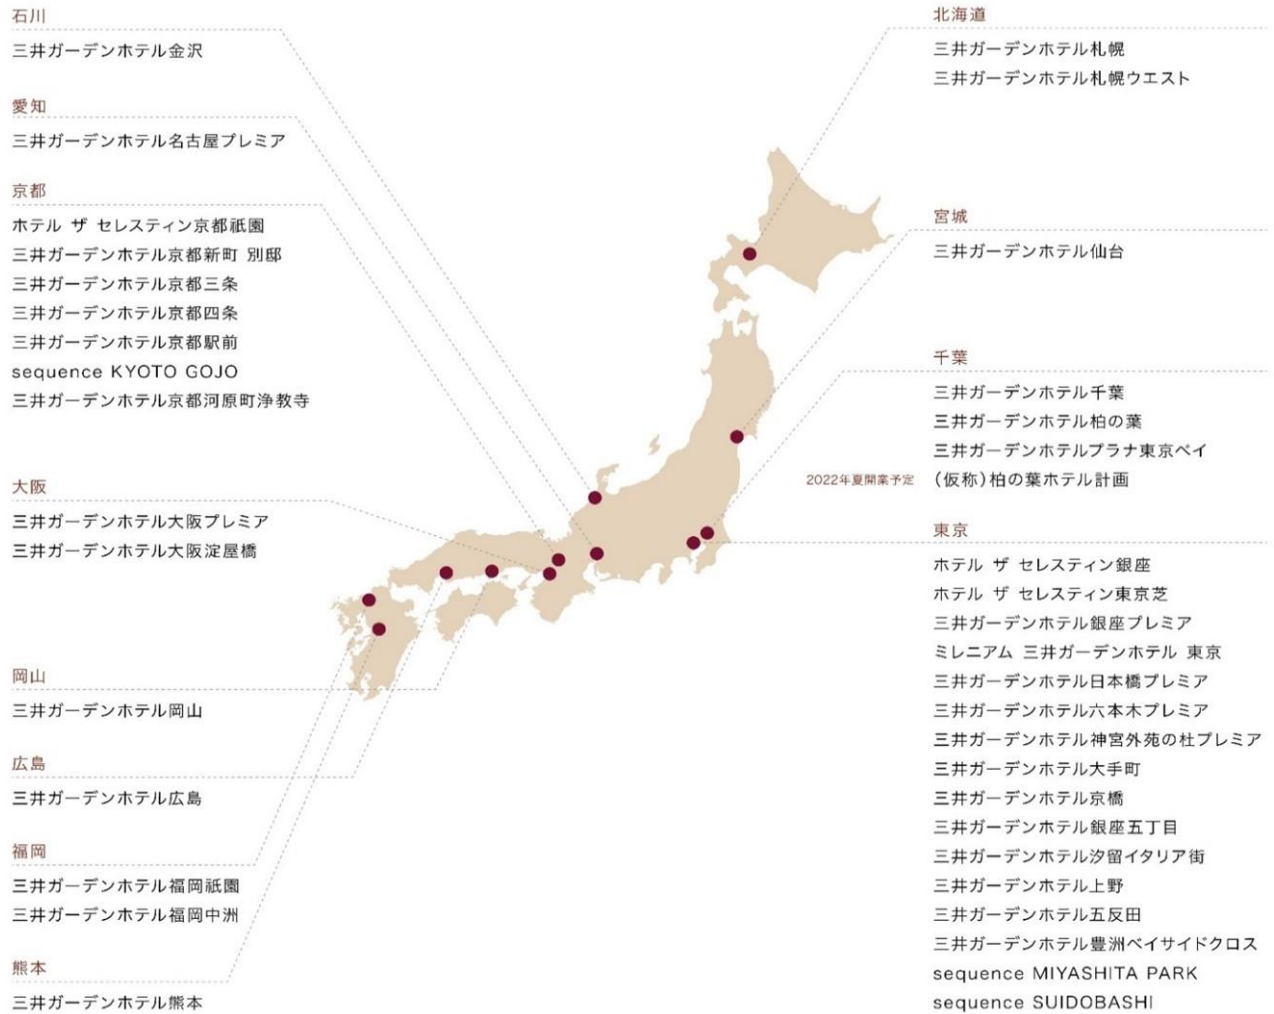 石川
三井ガーデンホテル金沢
愛知
三井ガーデンホテル名古屋プレミア
京都
ホテル ザ セレスティン京都祇園
三井ガーデンホテル京都新町 別邸
三井ガーデンホテル京都三条
三井ガーデンホテル京都四条
三井ガーデンホテル京都駅前
sequence KYOTO GOJO
三井ガーデンホテル京都河原町浄教寺
大阪
三井ガーデンホテル大阪プレミア
三井ガーデンホテル大阪淀屋橋
岡山
三井ガーデンホテル岡山
広島
三井ガーデンホテル広島
福岡
三井ガーデンホテル福岡祇園
三井ガーデンホテル福岡中洲
熊本
三井ガーデンホテル熊本
北海道
三井ガーデンホテル札幌
三井ガーデンホテル札幌ウエスト
宮城
三井ガーデンホテル仙台
千葉
三井ガーデンホテル千葉
三井ガーデンホテル柏の葉
三井ガーデンホテルプラナ東京ベイ
2022年夏開業予定 (仮称)柏の葉ホテル計画
東京
ホテル ザ セレスティン銀座
ホテル ザ セレスティン東京芝
三井ガーデンホテル銀座プレミア
ミレニアム 三井ガーデンホテル 東京
三井ガーデンホテル日本橋プレミア
三井ガーデンホテル六本木プレミア
三井ガーデンホテル神宮外苑の杜プレミア
三井ガーデンホテル大手町
三井ガーデンホテル京橋
三井ガーデンホテル銀座五丁目
三井ガーデンホテル汐留イタリア街
三井ガーデンホテル上野
三井ガーデンホテル五反田
三井ガーデンホテル豊洲ベイサイドクロス
sequence MIYASHITA PARK
sequence SUIDOBASHI